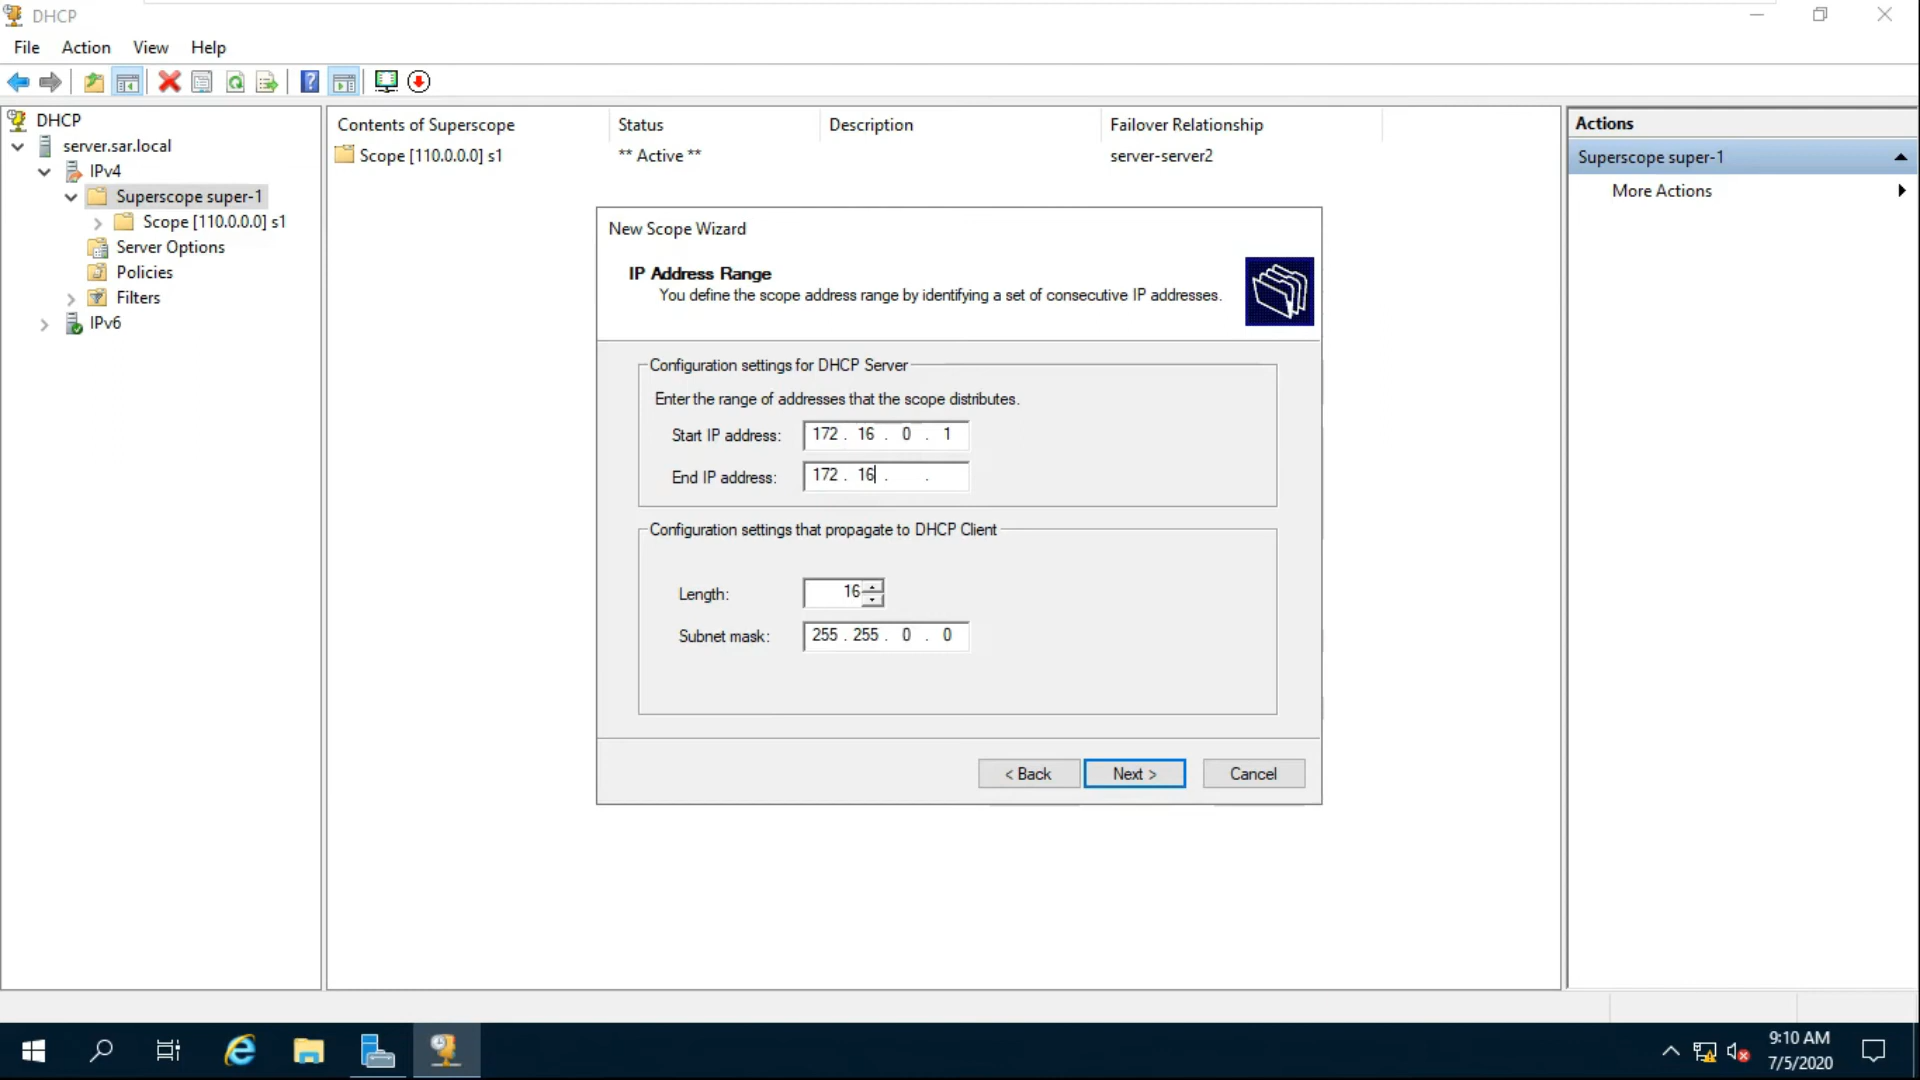 DHCP
File Action View Help
DHCP
server.sar.local
IPv4
Superscope super-1
Scope [110.0.0.0] s1
Server Options
Policies
Filters
IPv6
Contents of Superscope Status Description Failover Relationship
Scope [110.0.0.0] s1 ** Active ** server-server2
Actions
Superscope super-1
More Actions
New Scope Wizard
IP Address Range
You define the scope address range by identifying a set of consecutive IP addresses.
Configuration settings for DHCP Server
Enter the range of addresses that the scope distributes.
Start IP address: 172 . 16 . 0 . 1
End IP address: 172 . 16 . .
Configuration settings that propagate to DHCP Client
Length: 16
Subnet mask: 255 . 255 . 0 . 0
< Back Next > Cancel
9:10 AM
7/5/2020